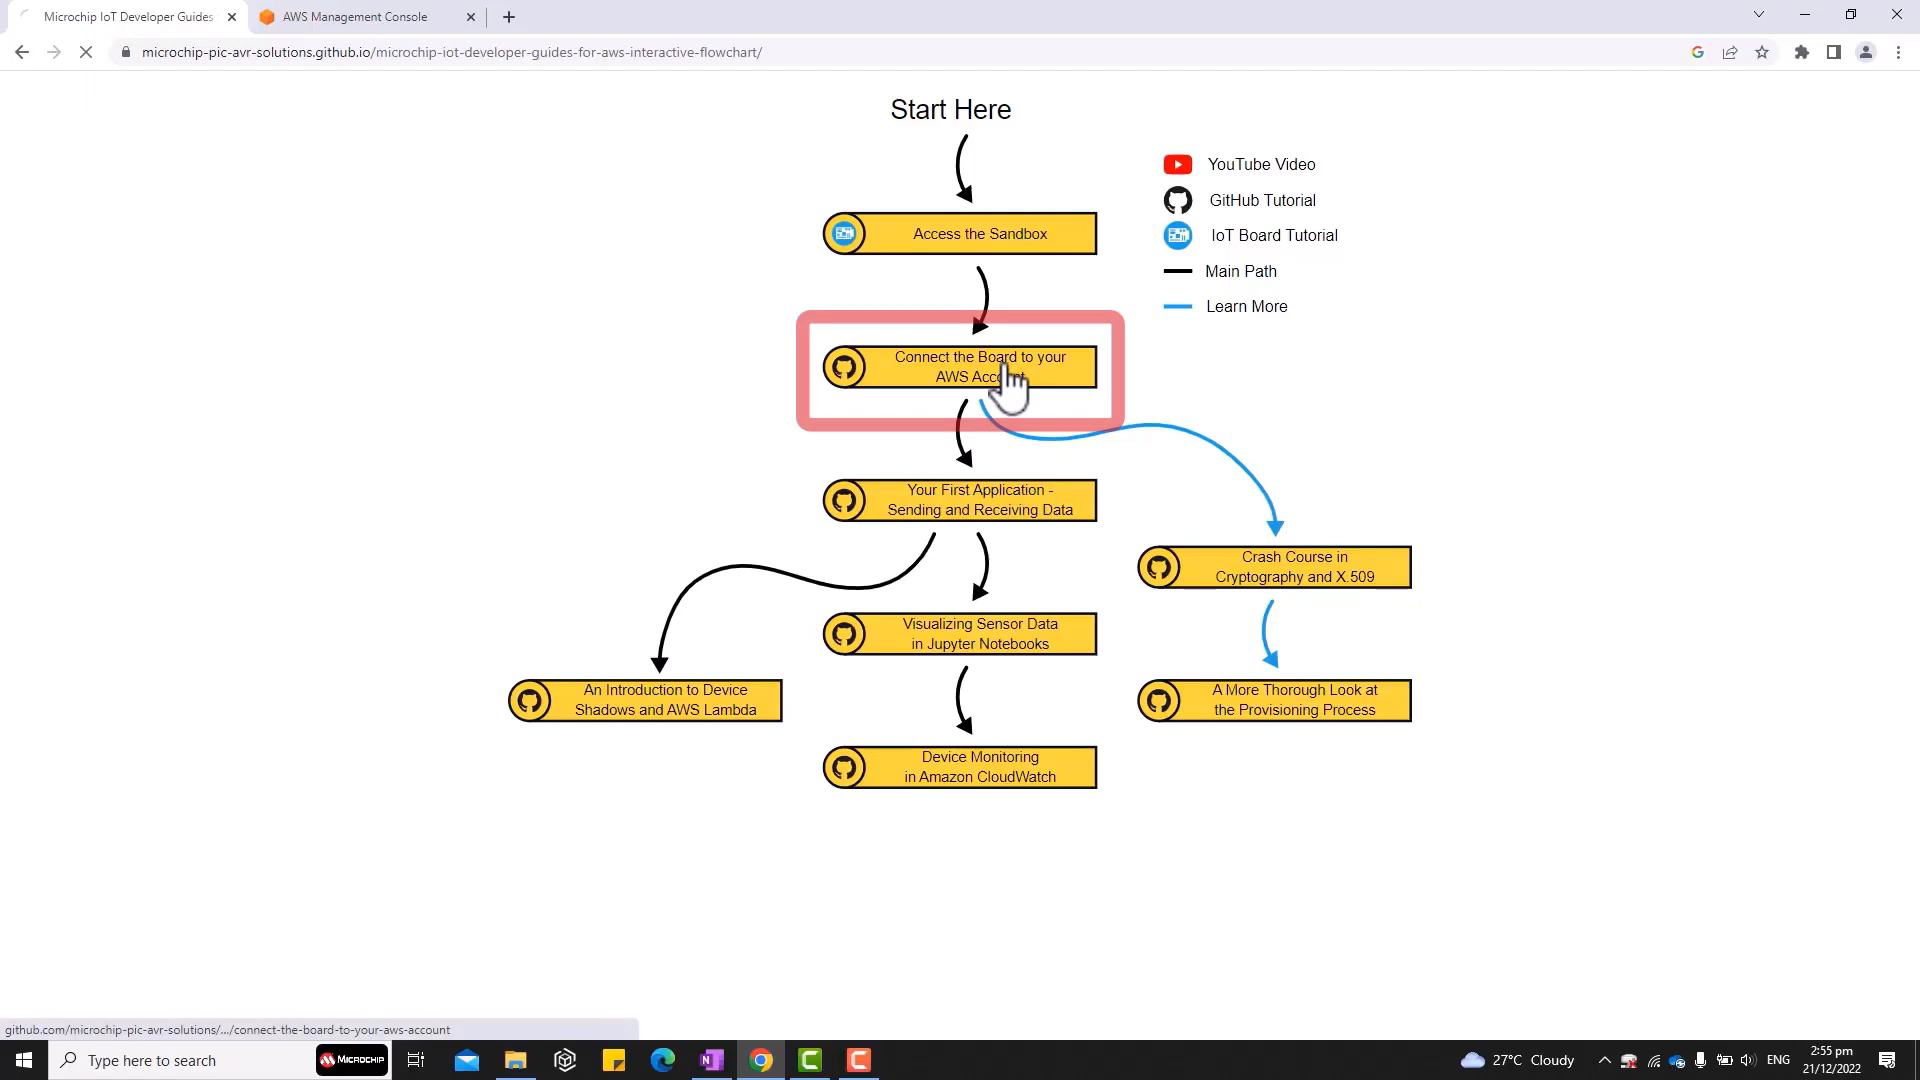 Microchip IoT Developer Guides
AWS Management Console
microchip-pic-avr-solutions.github.io/microchip-iot-developer-guides-for-aws-interactive-flowchart/
Start Here
YouTube Video
GitHub Tutorial
IoT Board Tutorial
Main Path
Learn More
Access the Sandbox
Connect the Board to your
AWS Account
Your First Application -
Sending and Receiving Data
Crash Course in
Cryptography and X.509
Visualizing Sensor Data
in Jupyter Notebooks
An Introduction to Device
Shadows and AWS Lambda
A More Thorough Look at
the Provisioning Process
Device Monitoring
in Amazon CloudWatch
github.com/microchip-pic-avr-solutions/.../connect-the-board-to-your-aws-account
Type here to search
MICROCHIP
27°C Cloudy
ENG
2:55 pm
21/12/2022